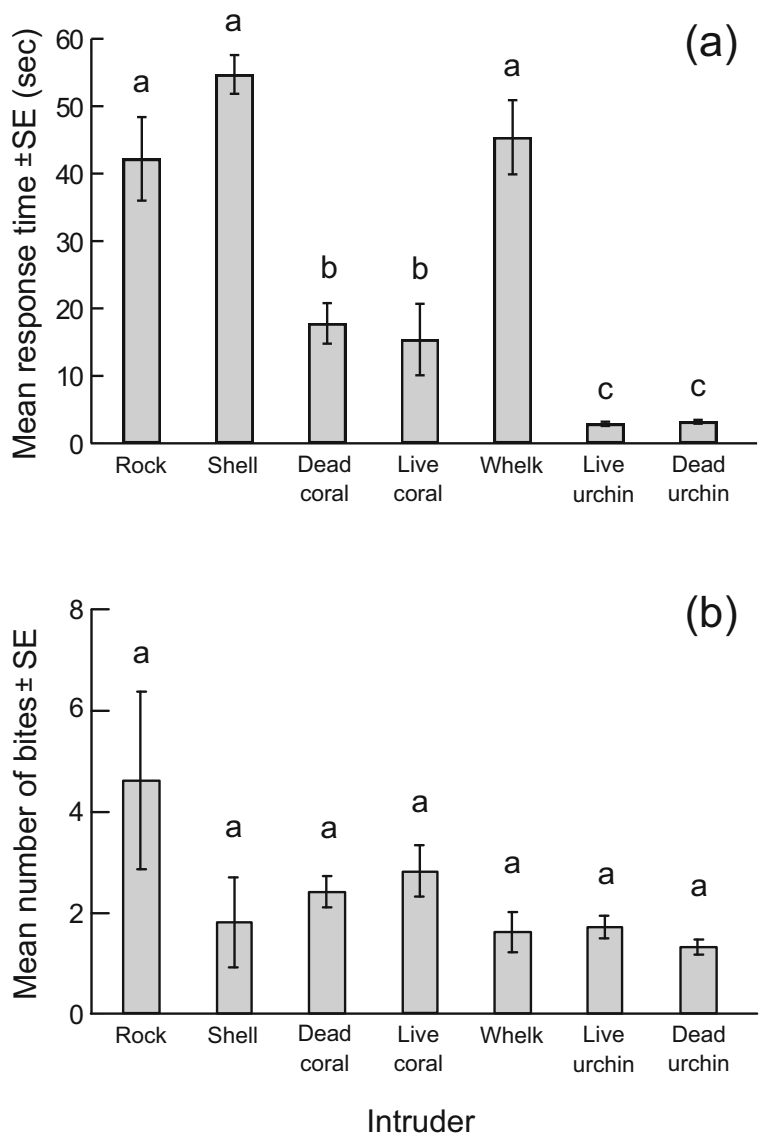 (a)
Mean response time ±SE (sec)
60
50
40
30
20
10
0
a
a
b
b
a
c
c
Rock Shell Dead coral Live coral Whelk Live urchin Dead urchin
(b)
Mean number of bites ± SE
8
6
4
2
0
a
a
a
a
a
a
a
Rock Shell Dead coral Live coral Whelk Live urchin Dead urchin
Intruder